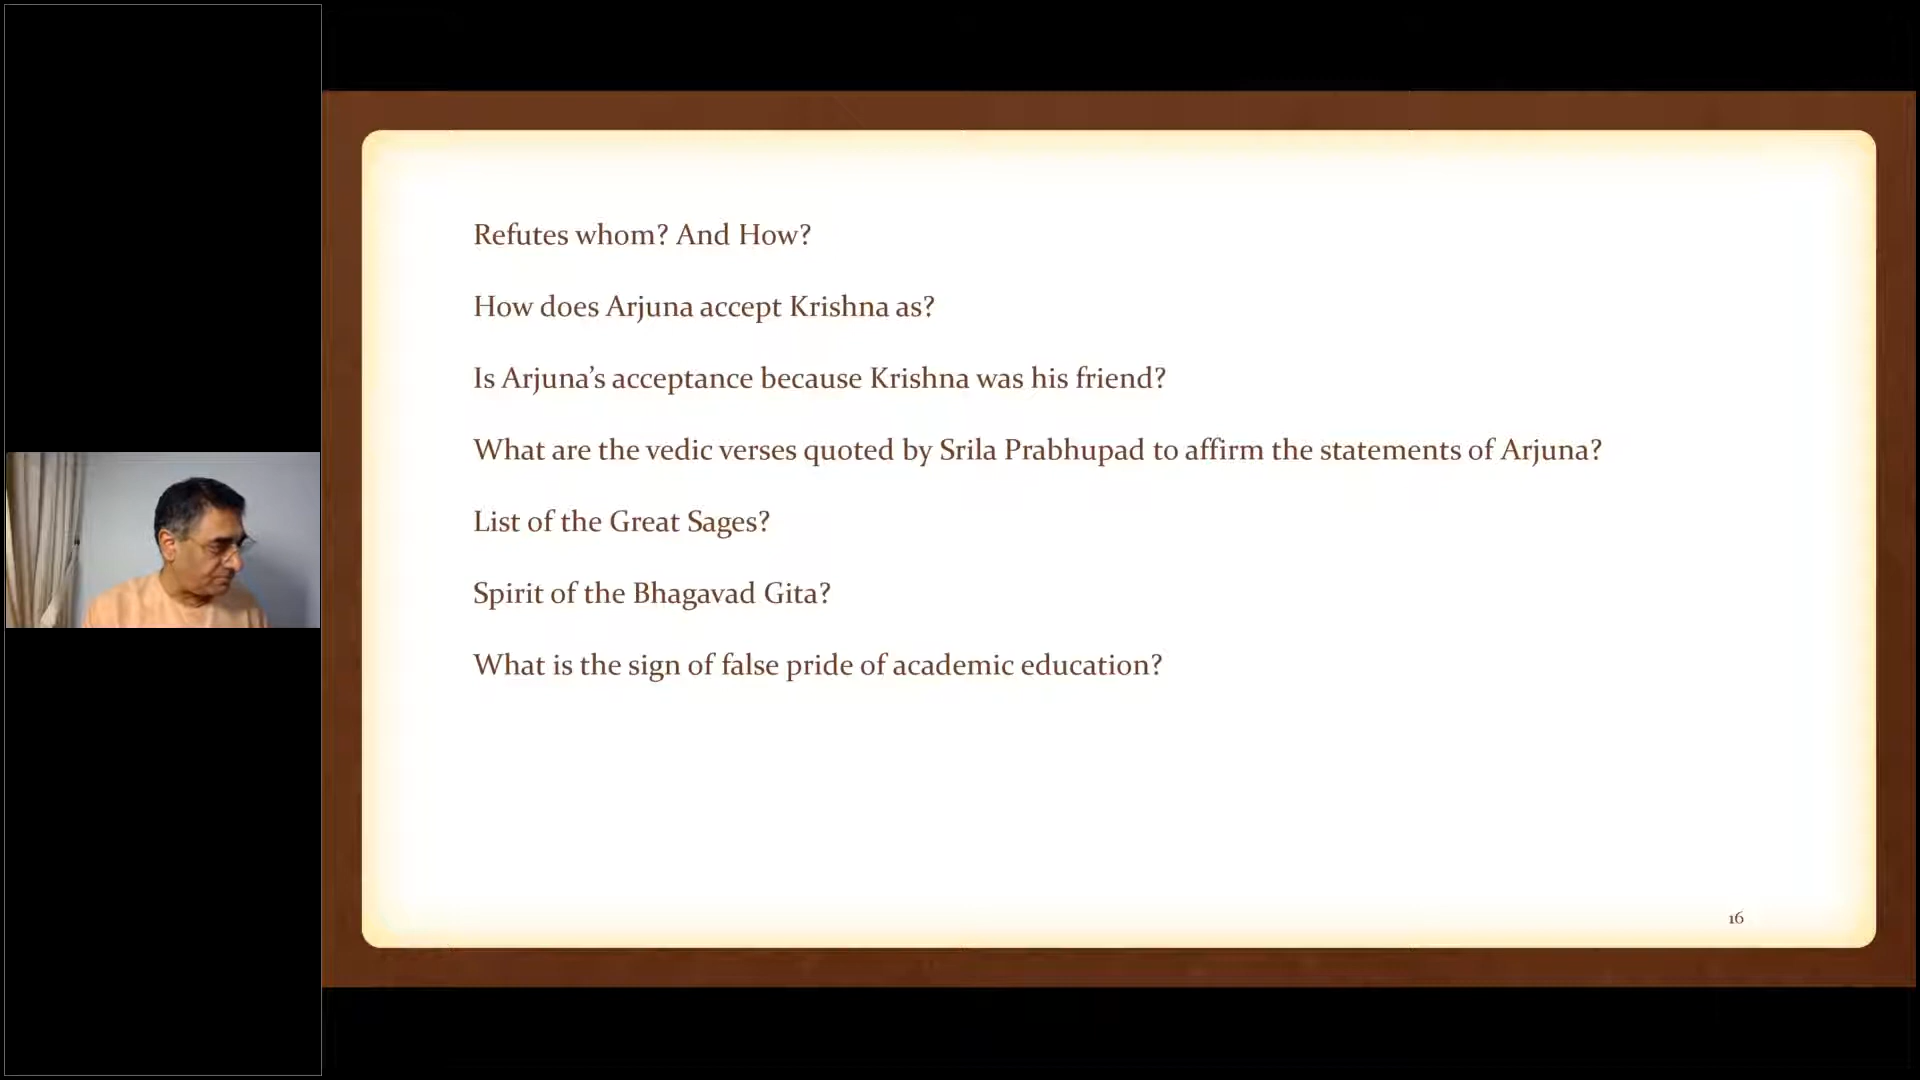 Refutes whom? And How?
How does Arjuna accept Krishna as?
Is Arjuna’s acceptance because Krishna was his friend?
What are the vedic verses quoted by Srila Prabhupad to affirm the statements of Arjuna?
List of the Great Sages?
Spirit of the Bhagavad Gita?
What is the sign of false pride of academic education?
16